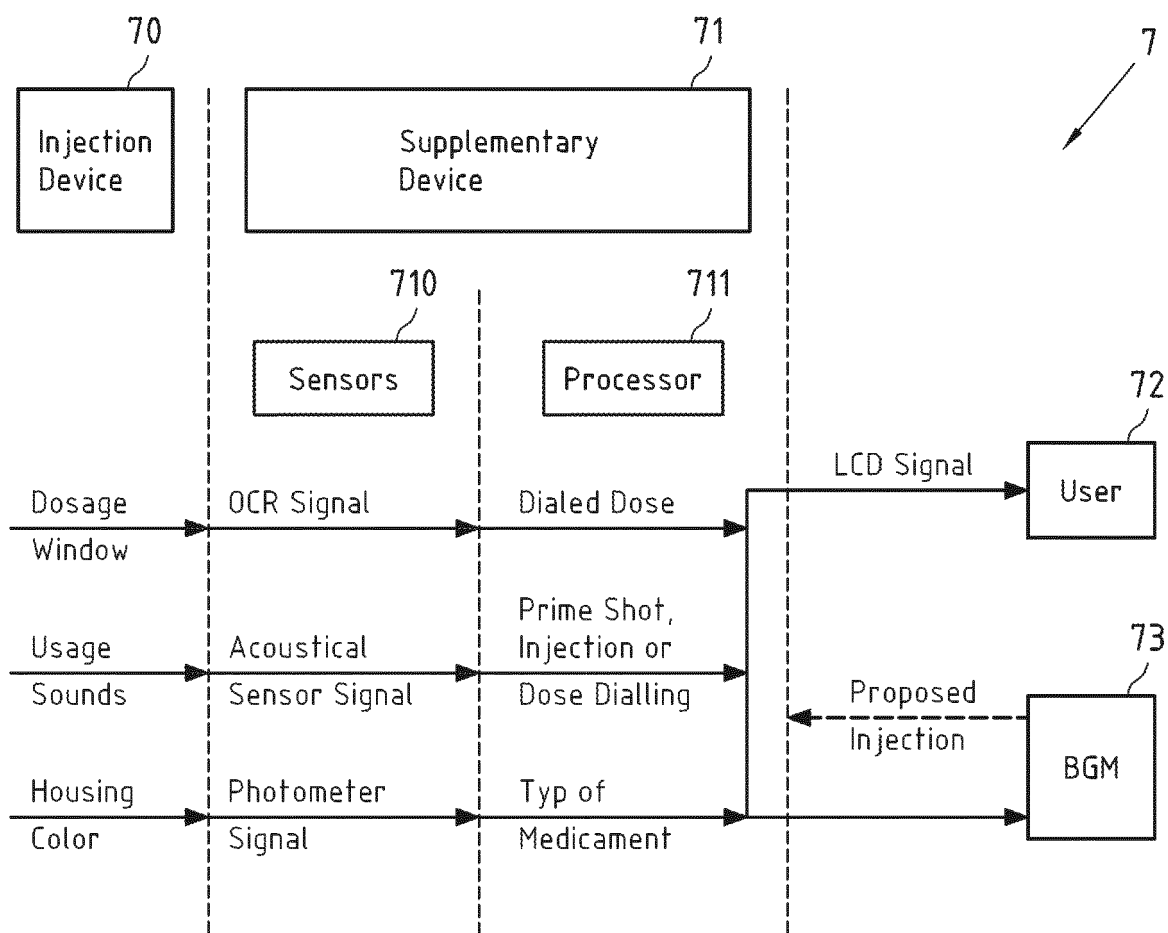 70
71
7
Injection
Device
Supplementary
Device
710
711
Sensors
Processor
72
LCD Signal
User
Dosage
Window
OCR Signal
Dialed Dose
Usage
Sounds
Acoustical
Sensor Signal
Prime Shot,
Injection or
Dose Dialling
73
Proposed
Injection
BGM
Housing
Color
Photometer
Signal
Typ of
Medicament